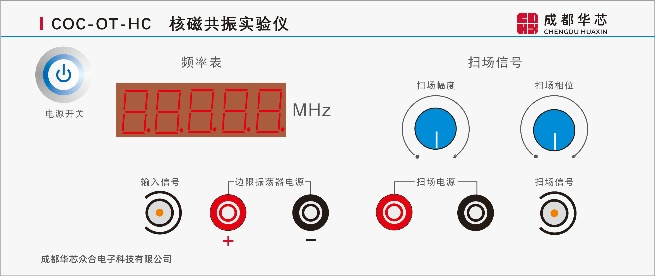 COC-OT-HC 核磁共振实验仪
成都华芯
CHENGDU HUAXIN
频率表
扫场信号
电源开关
88888
MHz
扫场幅度
扫场相位
输入信号
边限振荡器电源
扫场电源
扫场信号
+
−
成都华芯众合电子科技有限公司